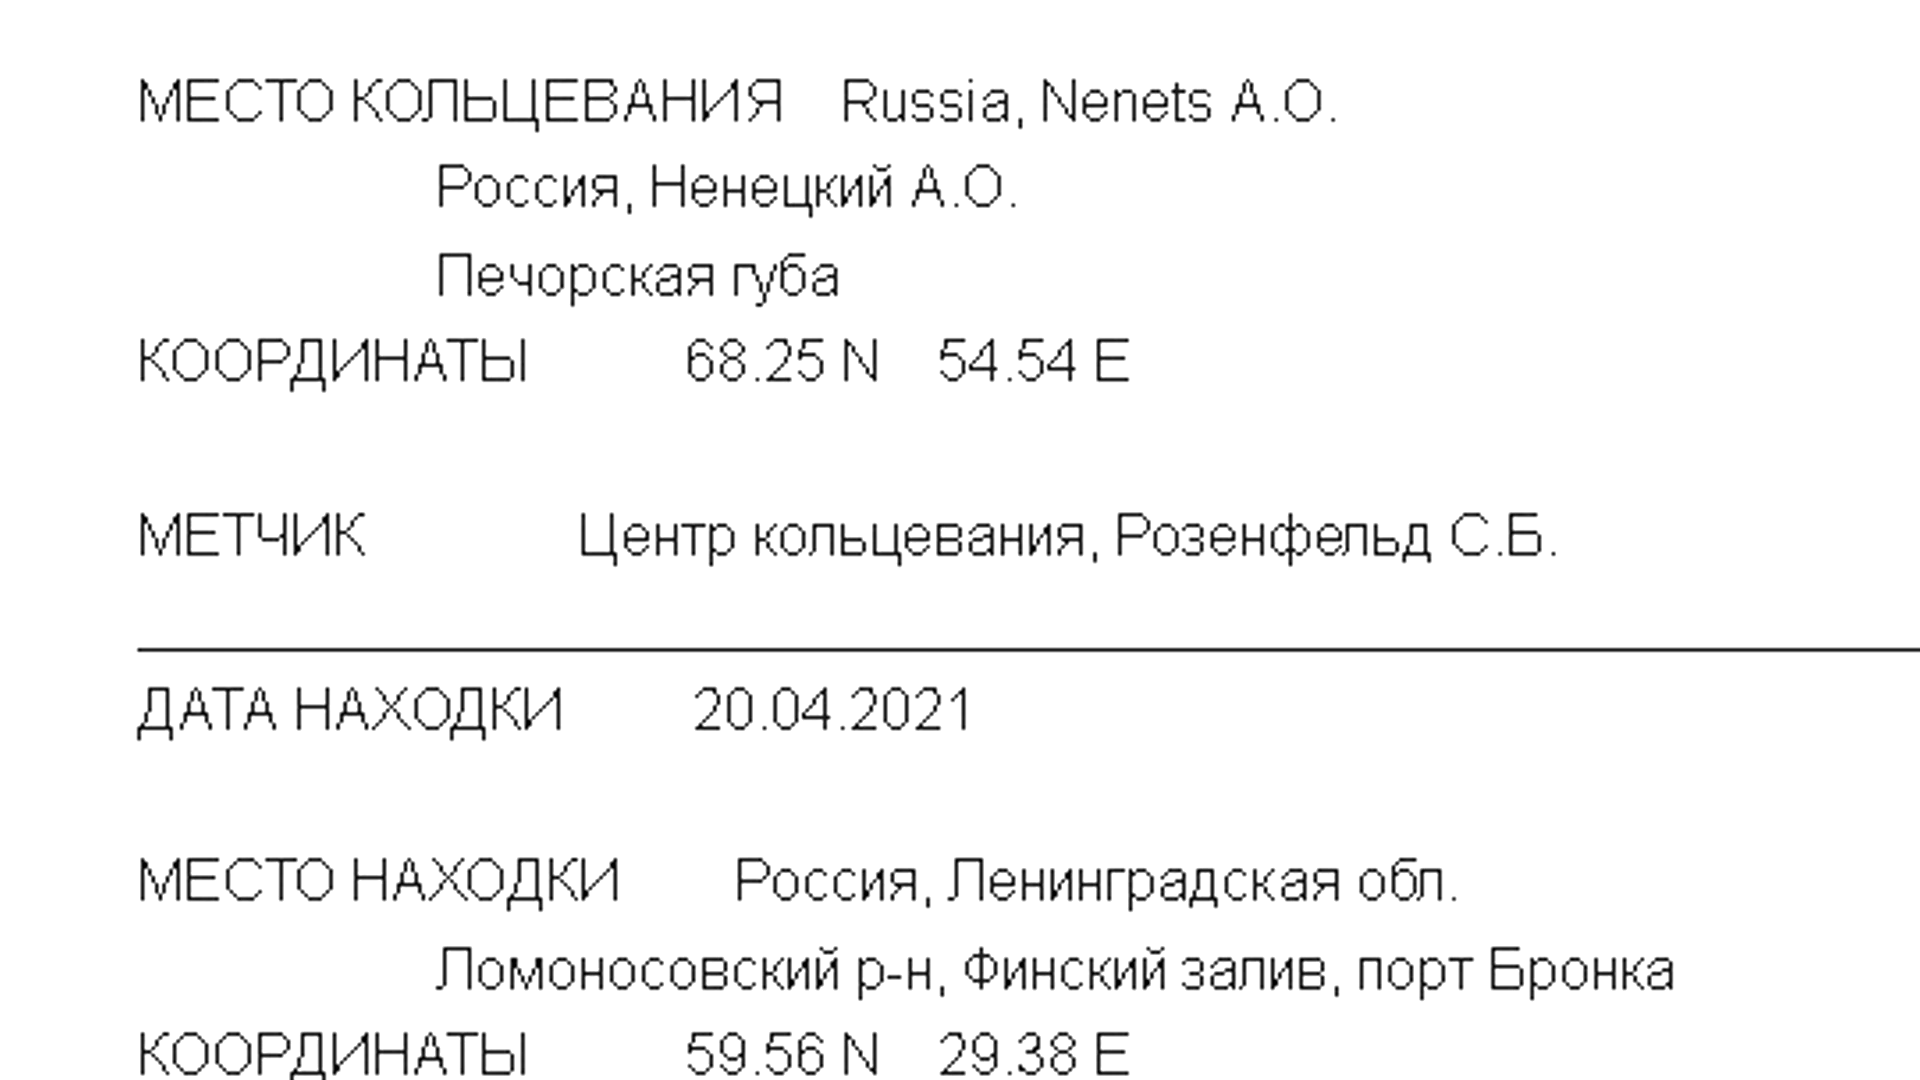 МЕСТО КОЛЬЦЕВАНИЯ Russia, Nenets A.O.
Россия, Ненецкий А.О.
Печорская губа
КООРДИНАТЫ 68.25 N 54.54 E
МЕТЧИК Центр кольцевания, Розенфельд С.Б.
ДАТА НАХОДКИ 20.04.2021
МЕСТО НАХОДКИ Россия, Ленинградская обл.
Ломоносовский р-н, Финский залив, порт Бронка
КООРДИНАТЫ 59.56 N 29.38 E